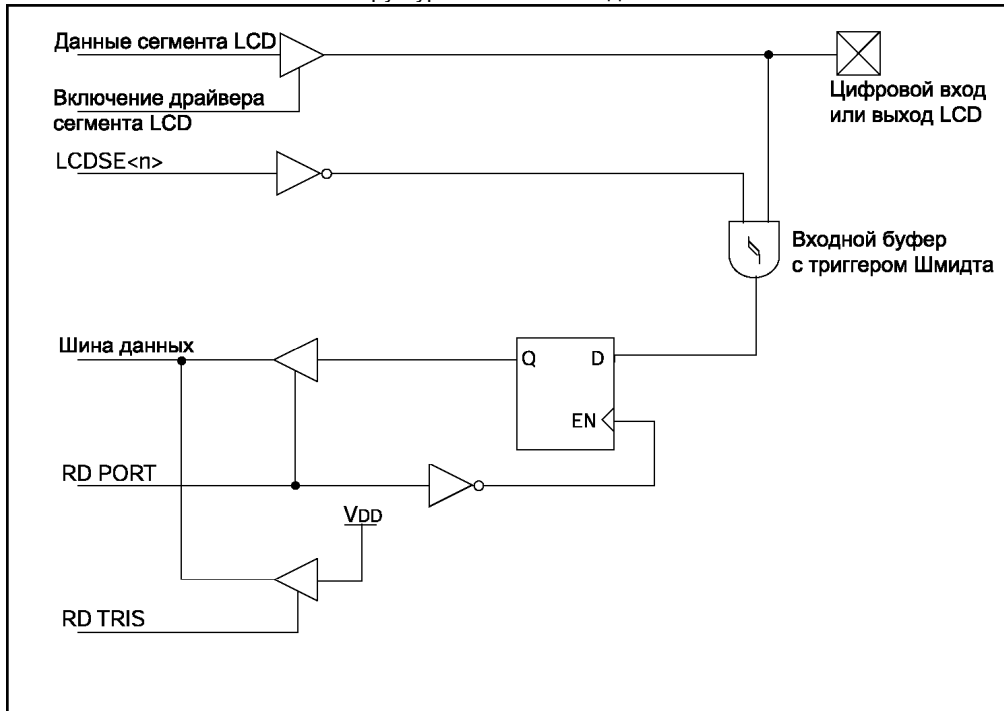 Данные сегмента LCD
Включение драйвера
сегмента LCD
Цифровой вход
или выход LCD
LCDSE<n>
Входной буфер
с триггером Шмидта
Шина данных
Q
D
EN
RD PORT
VDD
RD TRIS